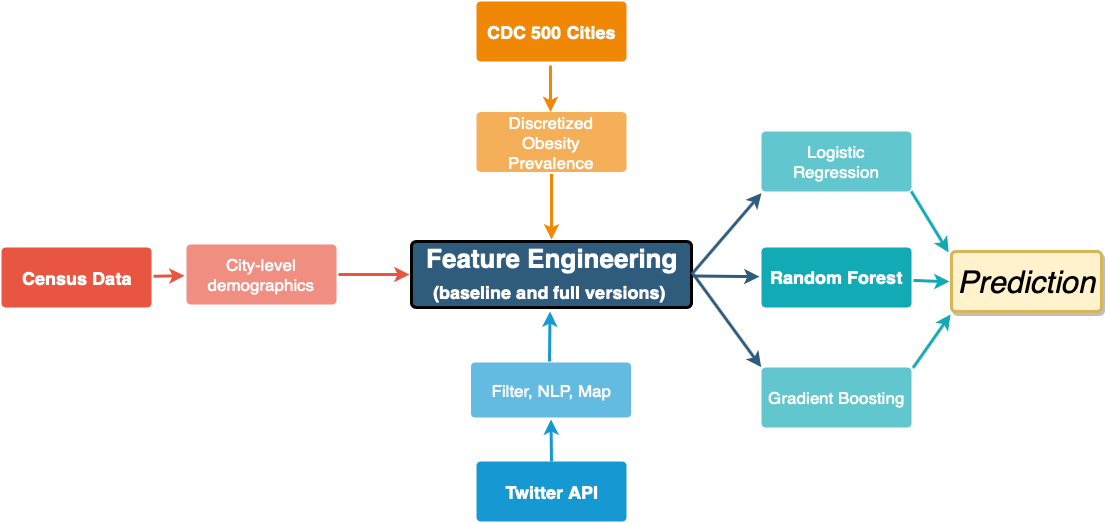 CDC 500 Cities
Discretized
Obesity
Prevalence
Logistic
Regression
Census Data
City-level
demographics
Feature Engineering
(baseline and full versions)
Random Forest
Prediction
Filter, NLP, Map
Gradient Boosting
Twitter API